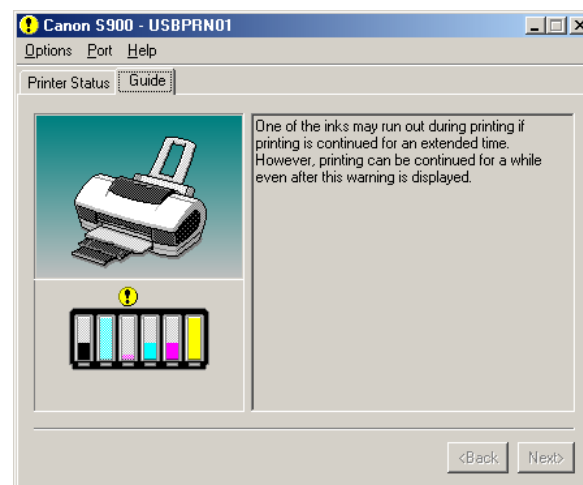 Canon S900 - USBPRN01
Options Port Help
Printer Status Guide
One of the inks may run out during printing if
printing is continued for an extended time.
However, printing can be continued for a while
even after this warning is displayed.
<Back Next>